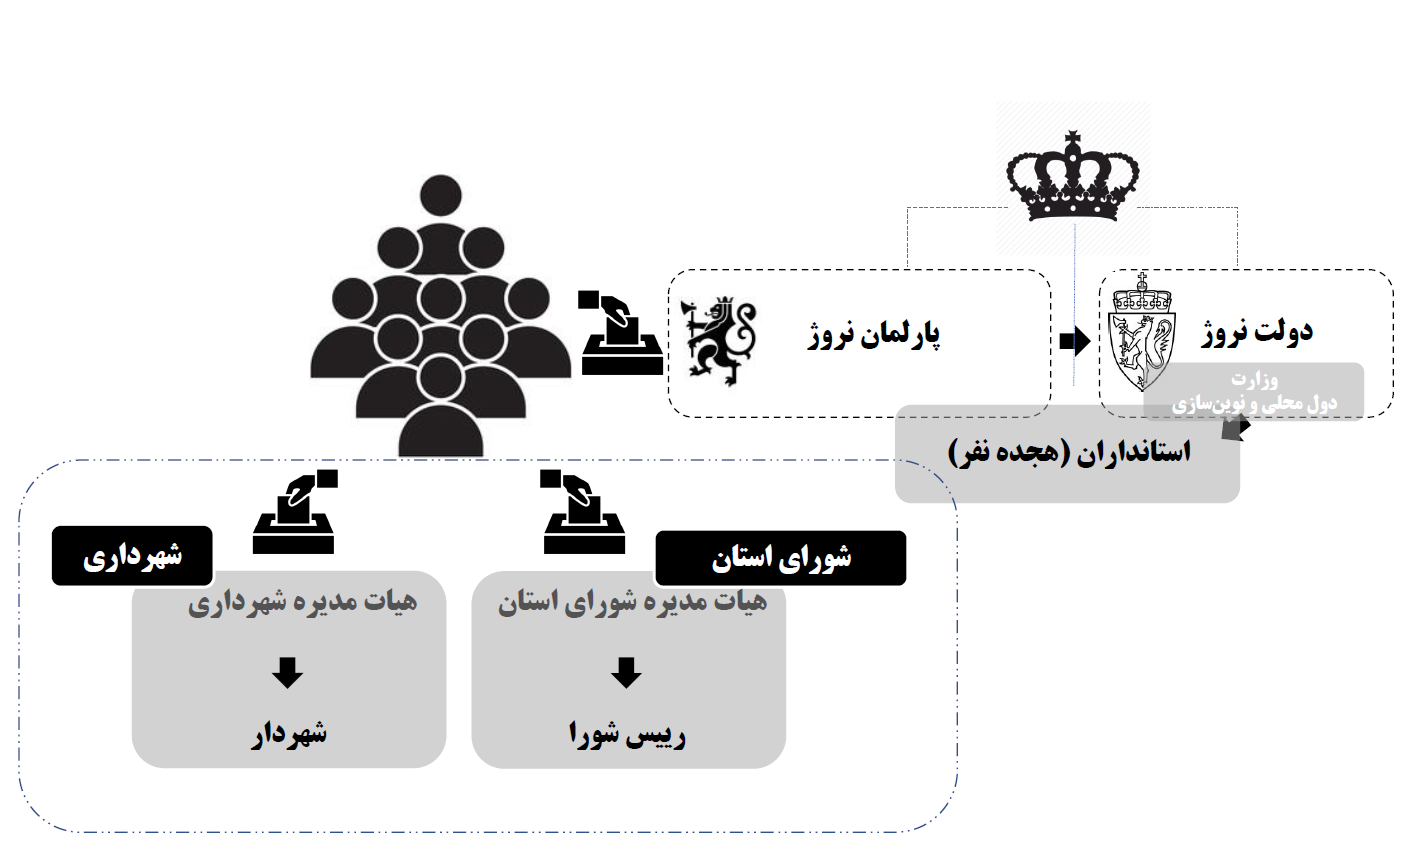 دولت نروژ
پارلمان نروژ
وزارت
دول محلی و نوین‌سازی
استانداران (هجده نفر)
شورای استان
شهرداری
هیات مدیره شورای استان
هیات مدیره شهرداری
رییس شورا
شهردار